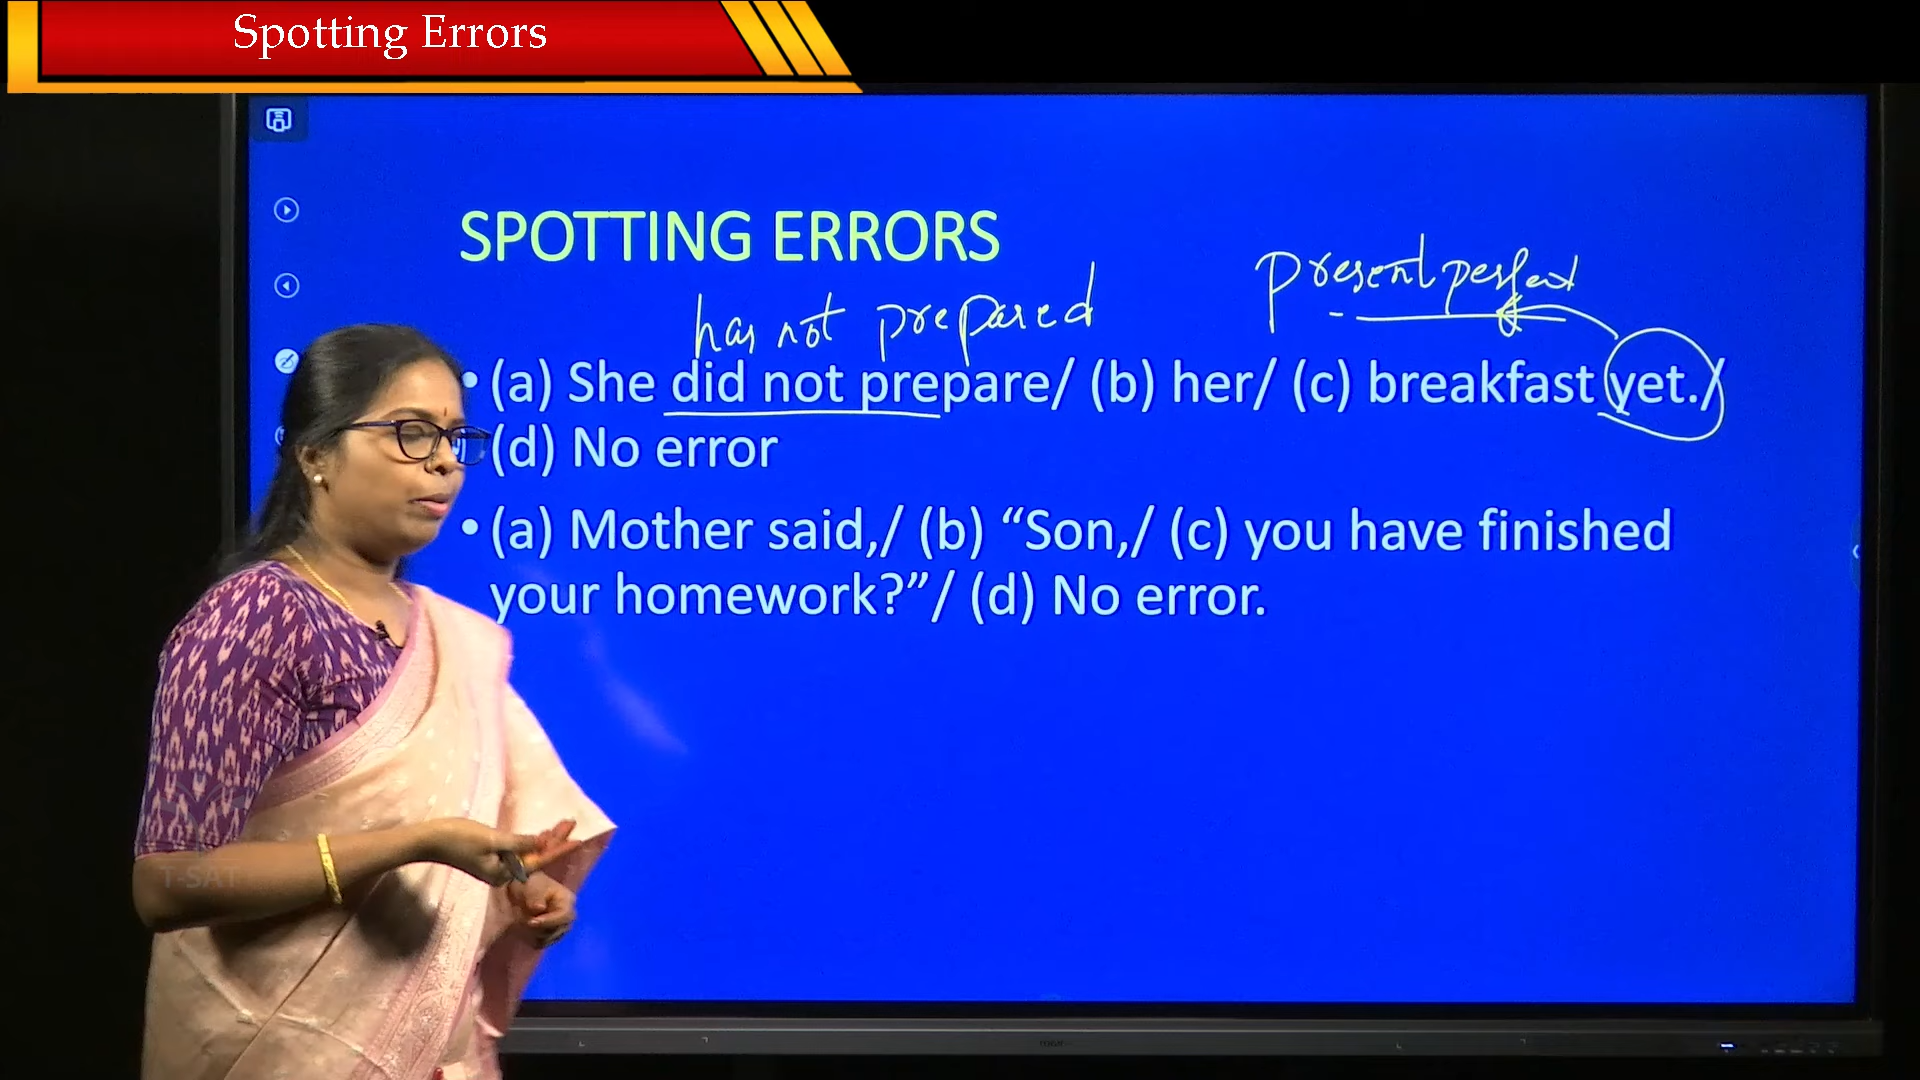 Spotting Errors
SPOTTING ERRORS
present perfect
has not prepared
• (a) She did not prepare/ (b) her/ (c) breakfast yet./
(d) No error
• (a) Mother said,/ (b) “Son,/ (c) you have finished
your homework?”/ (d) No error.
T-SAT